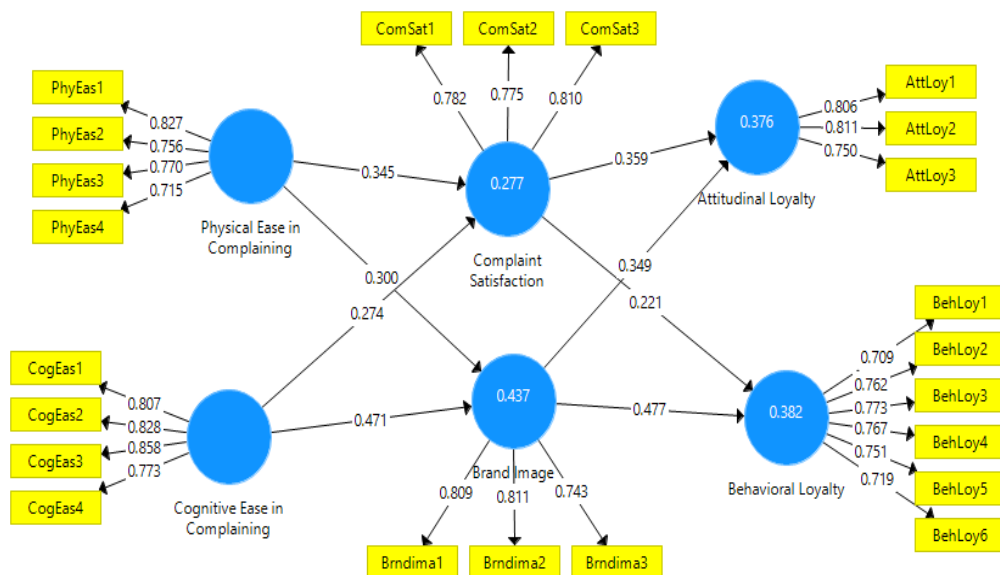 ComSat1
ComSat2
ComSat3
0.782
0.775
0.810
PhyEas1
PhyEas2
PhyEas3
PhyEas4
0.827
0.756
0.770
0.715
Physical Ease in
Complaining
0.345
0.277
Complaint
Satisfaction
0.359
0.376
Attitudinal Loyalty
0.806
0.811
0.750
AttLoy1
AttLoy2
AttLoy3
0.300
0.274
0.349
0.221
CogEas1
CogEas2
CogEas3
CogEas4
0.807
0.828
0.858
0.773
Cognitive Ease in
Complaining
0.471
0.437
Brand Image
0.477
0.382
Behavioral Loyalty
0.709
0.762
0.773
0.767
0.751
0.719
BehLoy1
BehLoy2
BehLoy3
BehLoy4
BehLoy5
BehLoy6
0.809
0.811
0.743
Brndima1
Brndima2
Brndima3